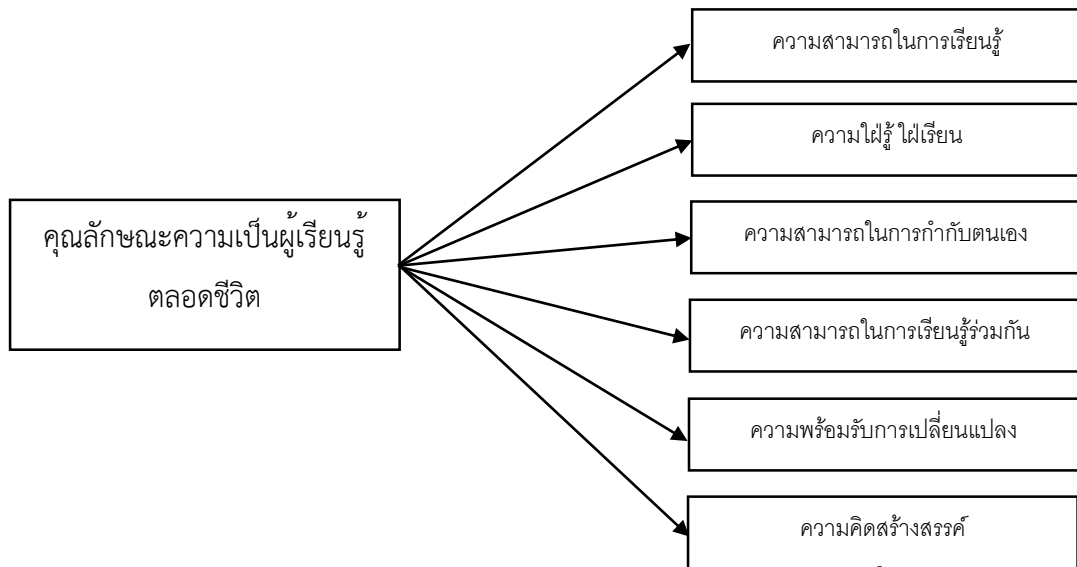 ความสามารถในการเรียนรู้
ความใฝ่รู้ ใฝ่เรียน
คุณลักษณะความเป็นผู้เรียนรู้
ตลอดชีวิต
ความสามารถในการกำกับตนเอง
ความสามารถในการเรียนรู้ร่วมกัน
ความพร้อมรับการเปลี่ยนแปลง
ความคิดสร้างสรรค์